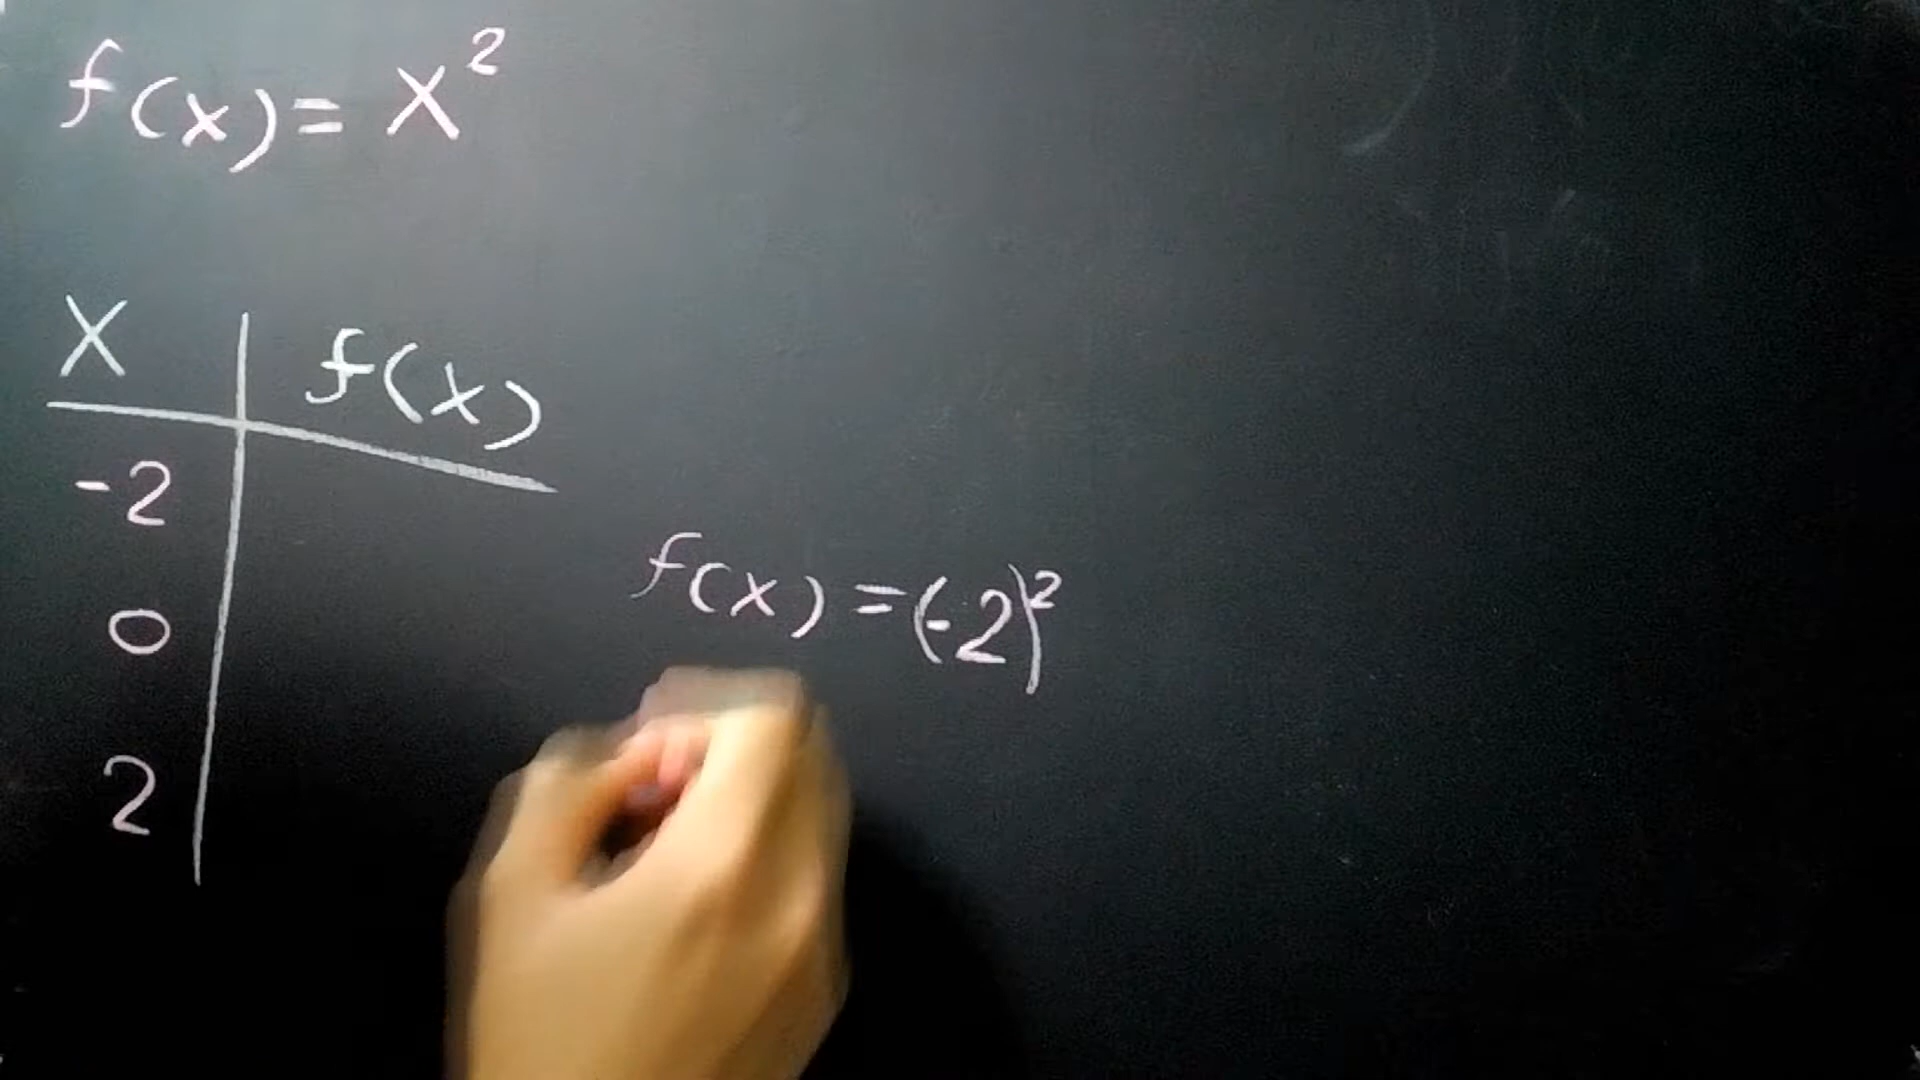 f(x) = x²
x f(x)
-2
f(x) = (-2)²
0
2